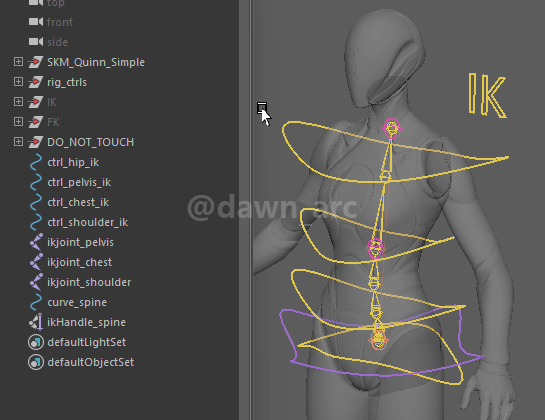 top
front
side
SKM_Quinn_Simple
rig_ctrls
IK
FK
DO_NOT_TOUCH
ctrl_hip_ik
ctrl_pelvis_ik
ctrl_chest_ik
ctrl_shoulder_ik
ikjoint_pelvis
ikjoint_chest
ikjoint_shoulder
curve_spine
ikHandle_spine
defaultLightSet
defaultObjectSet
IK
@dawn_arc